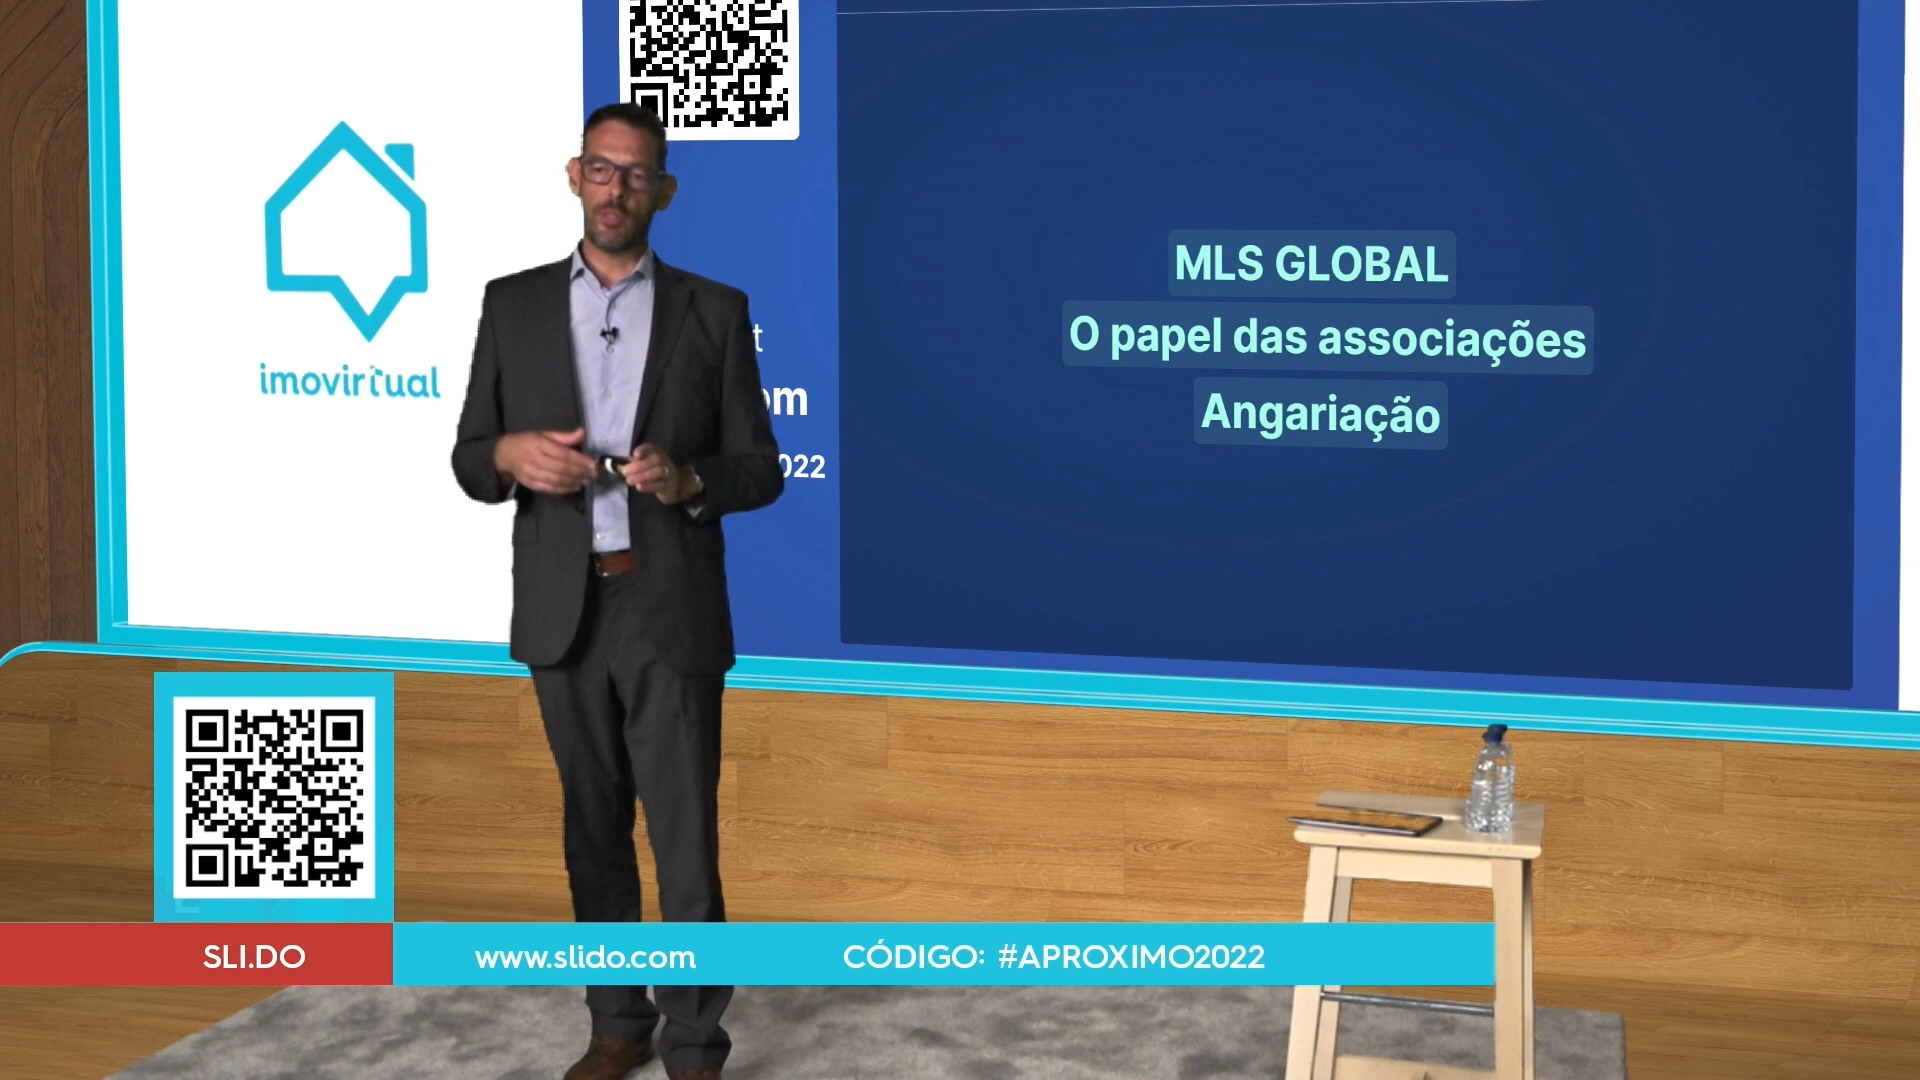 imovirtual
MLS GLOBAL
O papel das associações
Angariação
SLI.DO
www.slido.com
CÓDIGO: #APROXIMO2022